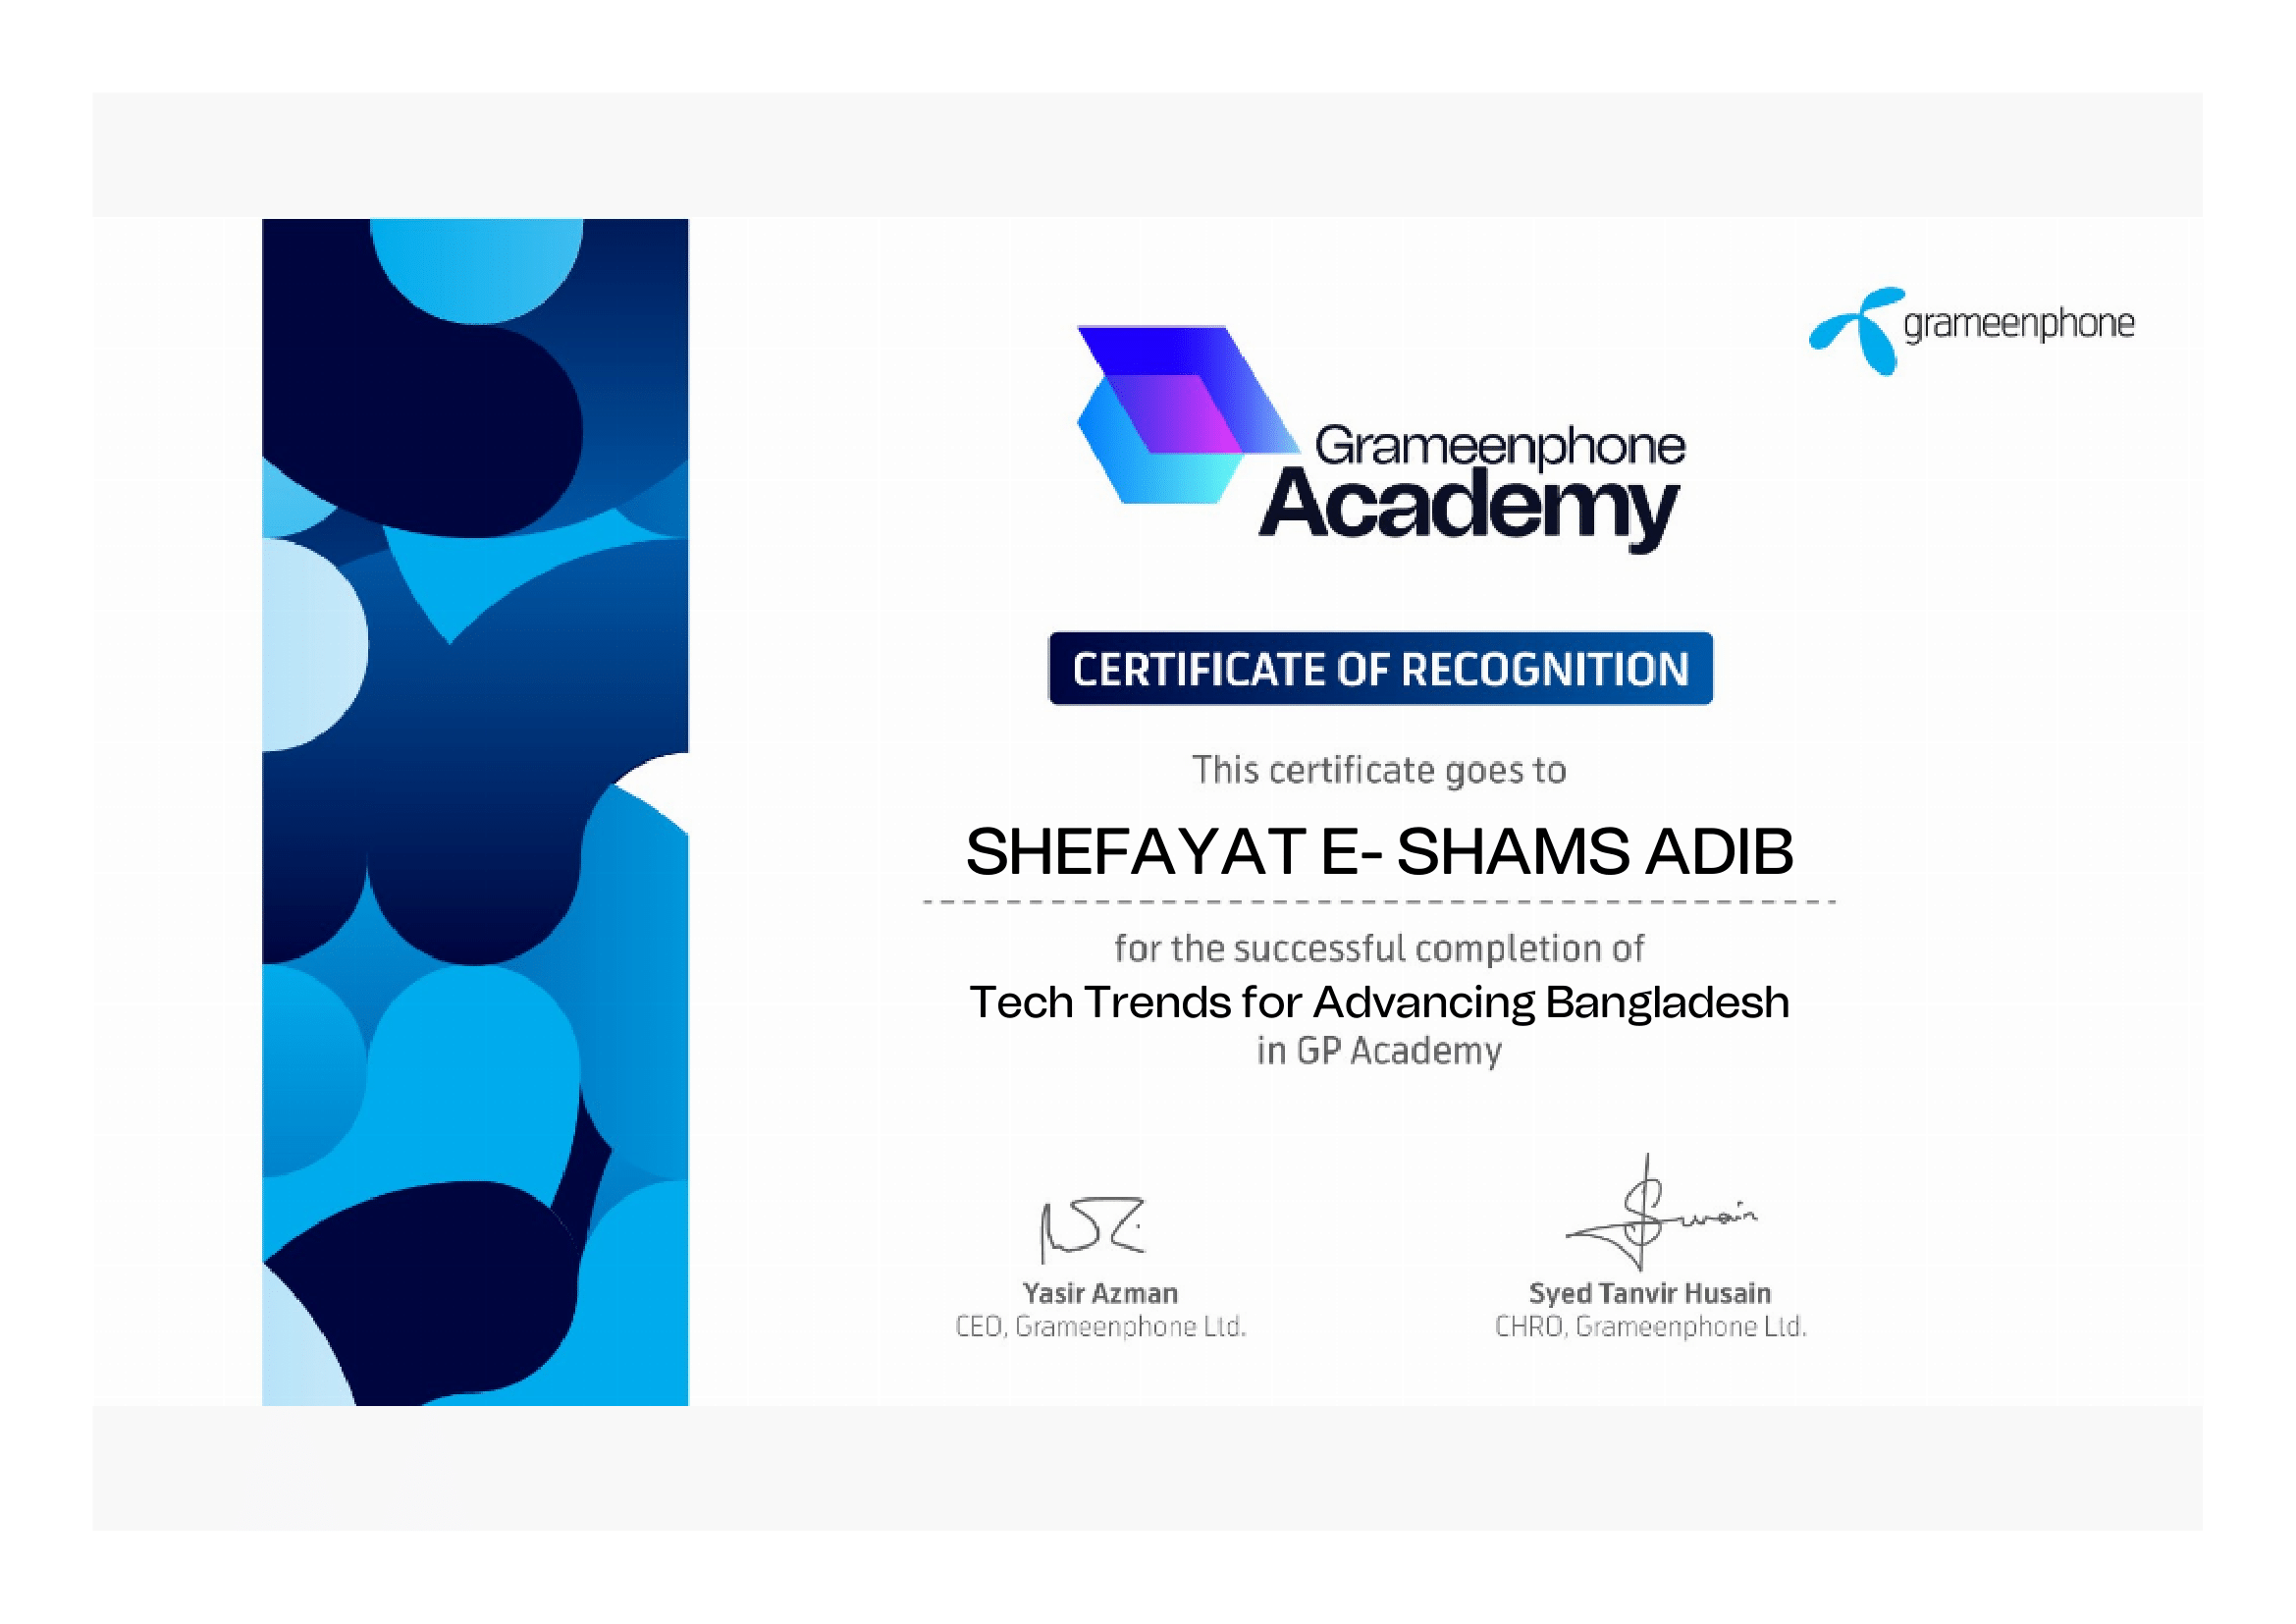 grameenphone
Grameenphone
Academy
CERTIFICATE OF RECOGNITION
This certificate goes to
SHEFAYAT E- SHAMS ADIB
for the successful completion of
Tech Trends for Advancing Bangladesh
in GP Academy
Yasir Azman
CEO, Grameenphone Ltd.
Syed Tanvir Husain
CHRO, Grameenphone Ltd.